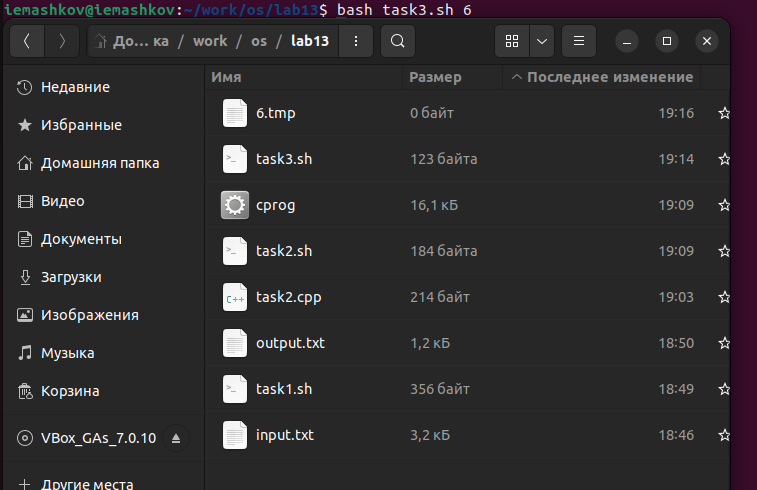 iemashkov@iemashkov:~/work/os/lab13$ bash task3.sh 6
До… ка / work / os / lab13
Имя Размер Последнее изменение
Недавние
Избранные
Домашняя папка
Видео
Документы
Загрузки
Изображения
Музыка
Корзина
VBox_GAs_7.0.10
Другие места
6.tmp 0 байт 19:16
task3.sh 123 байта 19:14
cprog 16,1 кБ 19:09
task2.sh 184 байта 19:09
C++ task2.cpp 214 байт 19:03
output.txt 1,2 кБ 18:50
task1.sh 356 байт 18:49
input.txt 3,2 кБ 18:46